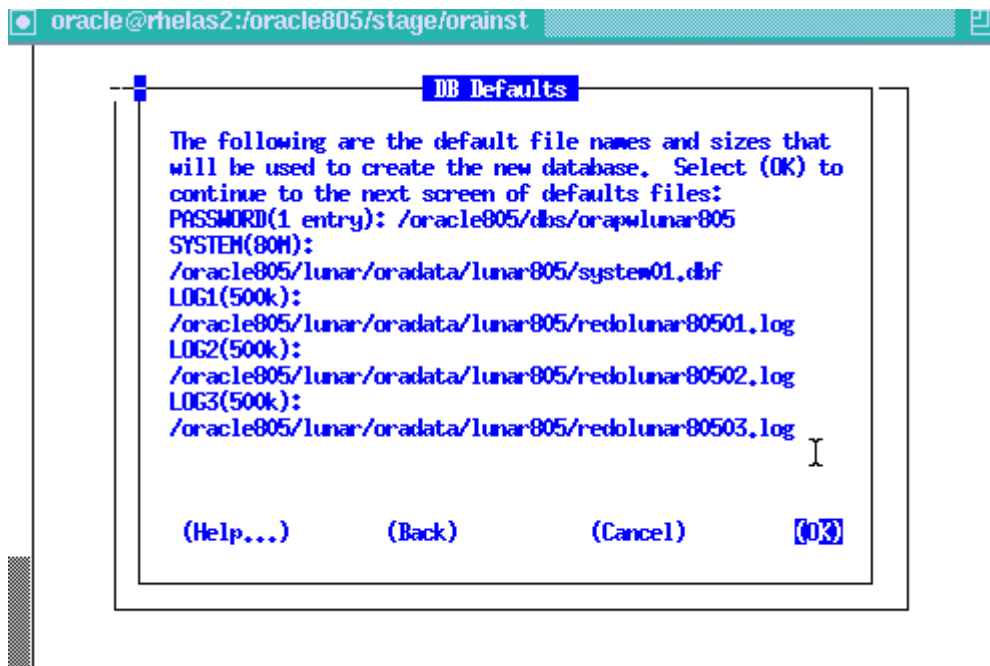 oracle@rhelas2:/oracle805/stage/orainst
DB Defaults
The following are the default file names and sizes that
will be used to create the new database.  Select (OK) to
continue to the next screen of defaults files:
PASSWORD(1 entry): /oracle805/dbs/orapwlunar805
SYSTEM(80M):
/oracle805/lunar/oradata/lunar805/system01.dbf
LOG1(500k):
/oracle805/lunar/oradata/lunar805/redolunar80501.log
LOG2(500k):
/oracle805/lunar/oradata/lunar805/redolunar80502.log
LOG3(500k):
/oracle805/lunar/oradata/lunar805/redolunar80503.log
(Help...) (Back) (Cancel) (OK)